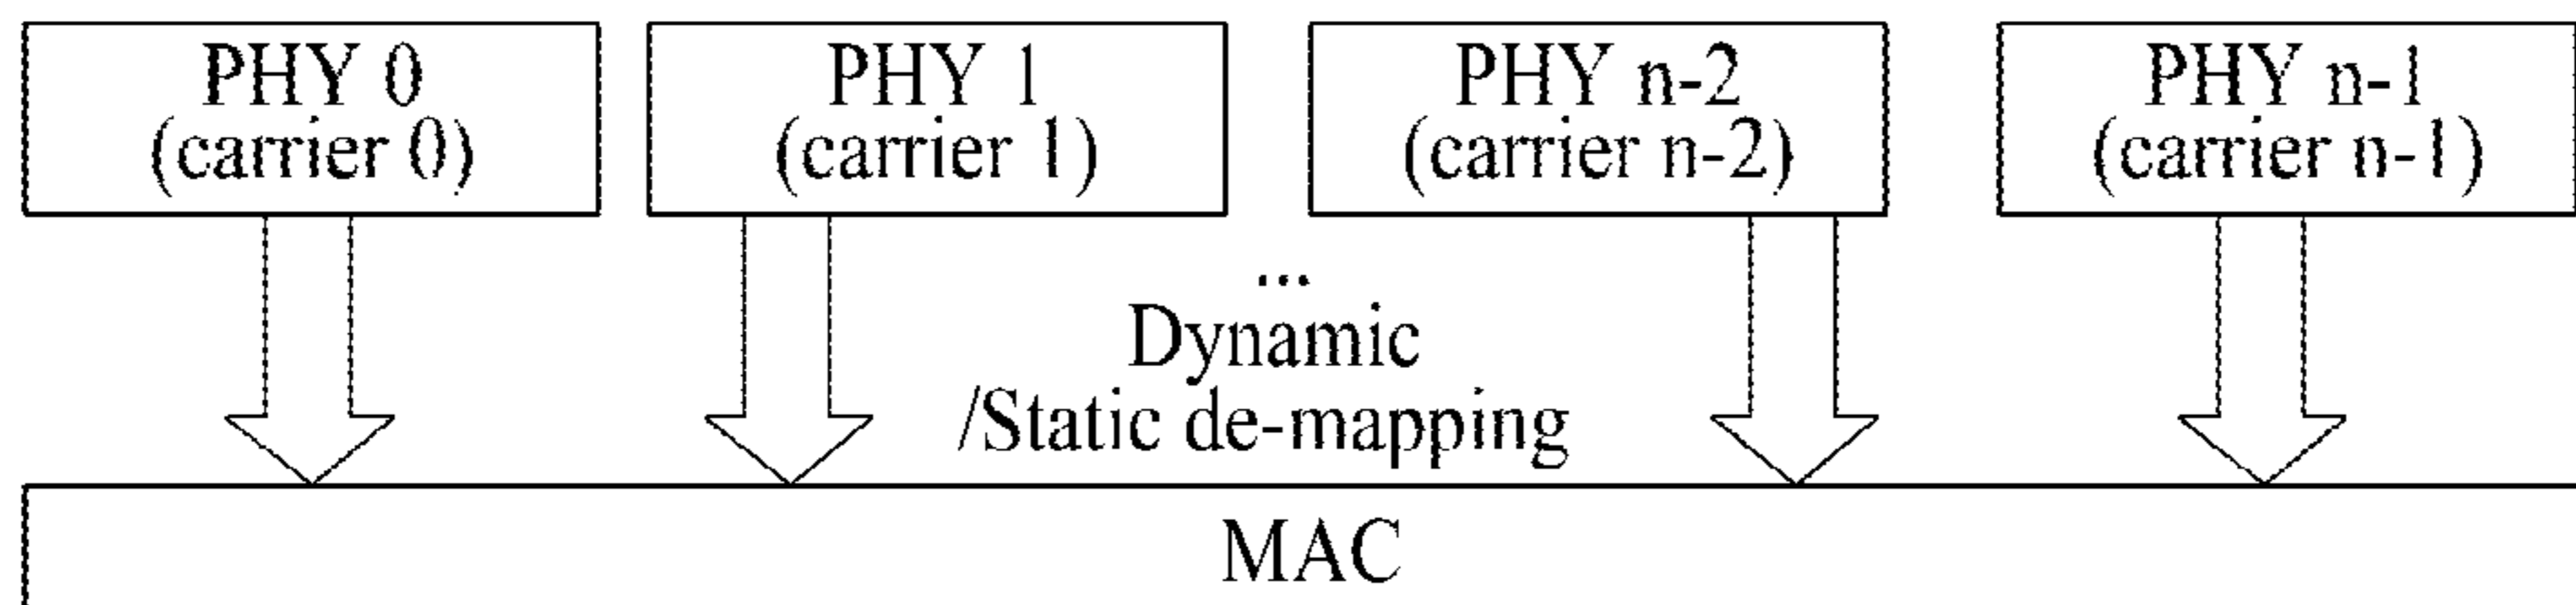 PHY 0
(carrier 0)
PHY 1
(carrier 1)
PHY n-2
(carrier n-2)
PHY n-1
(carrier n-1)
...
Dynamic
/Static de-mapping
MAC